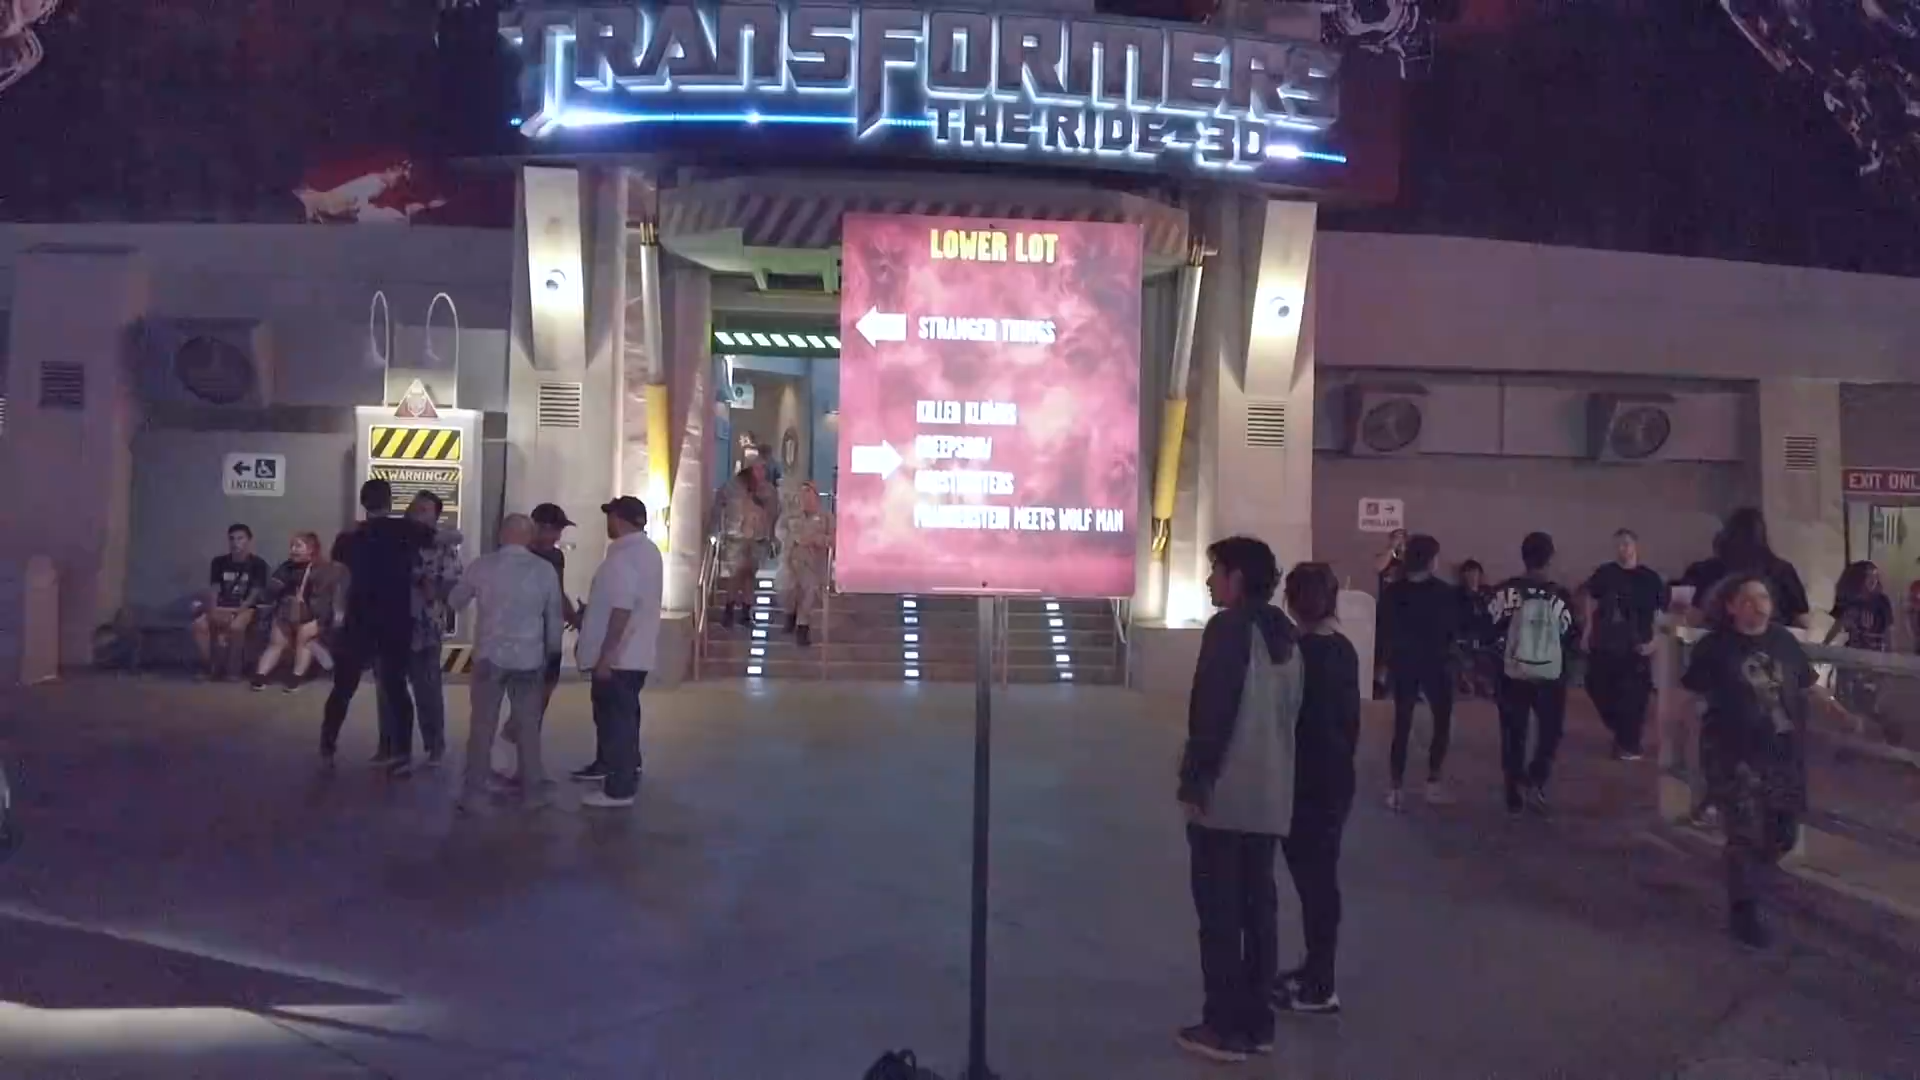 TRANSFORMERS
THE RIDE-3D
LOWER LOT
STRANGER THINGS
KILLER KLOWNS
CREEPSHOW
GHOSTBUSTERS
FRANKENSTEIN MEETS WOLF MAN
ENTRANCE
WARNING
EXIT ONLY
STROLLERS